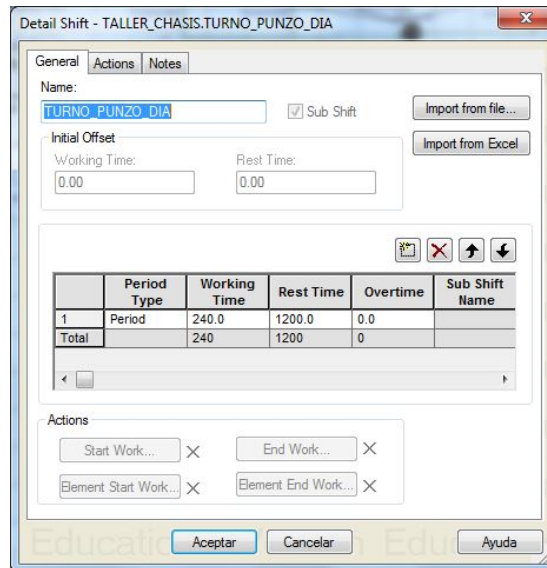 Detail Shift - TALLER_CHASIS.TURNO_PUNZO_DIA
General Actions Notes
Name:
TURNO_PUNZO_DIA Sub Shift Import from file...
Initial Offset Import from Excel
Working Time: Rest Time:
0.00 0.00
Period Type Working Time Rest Time Overtime Sub Shift Name
1 Period 240.0 1200.0 0.0
Total 240 1200 0
Actions
Start Work... End Work...
Element Start Work... Element End Work...
Aceptar Cancelar Ayuda